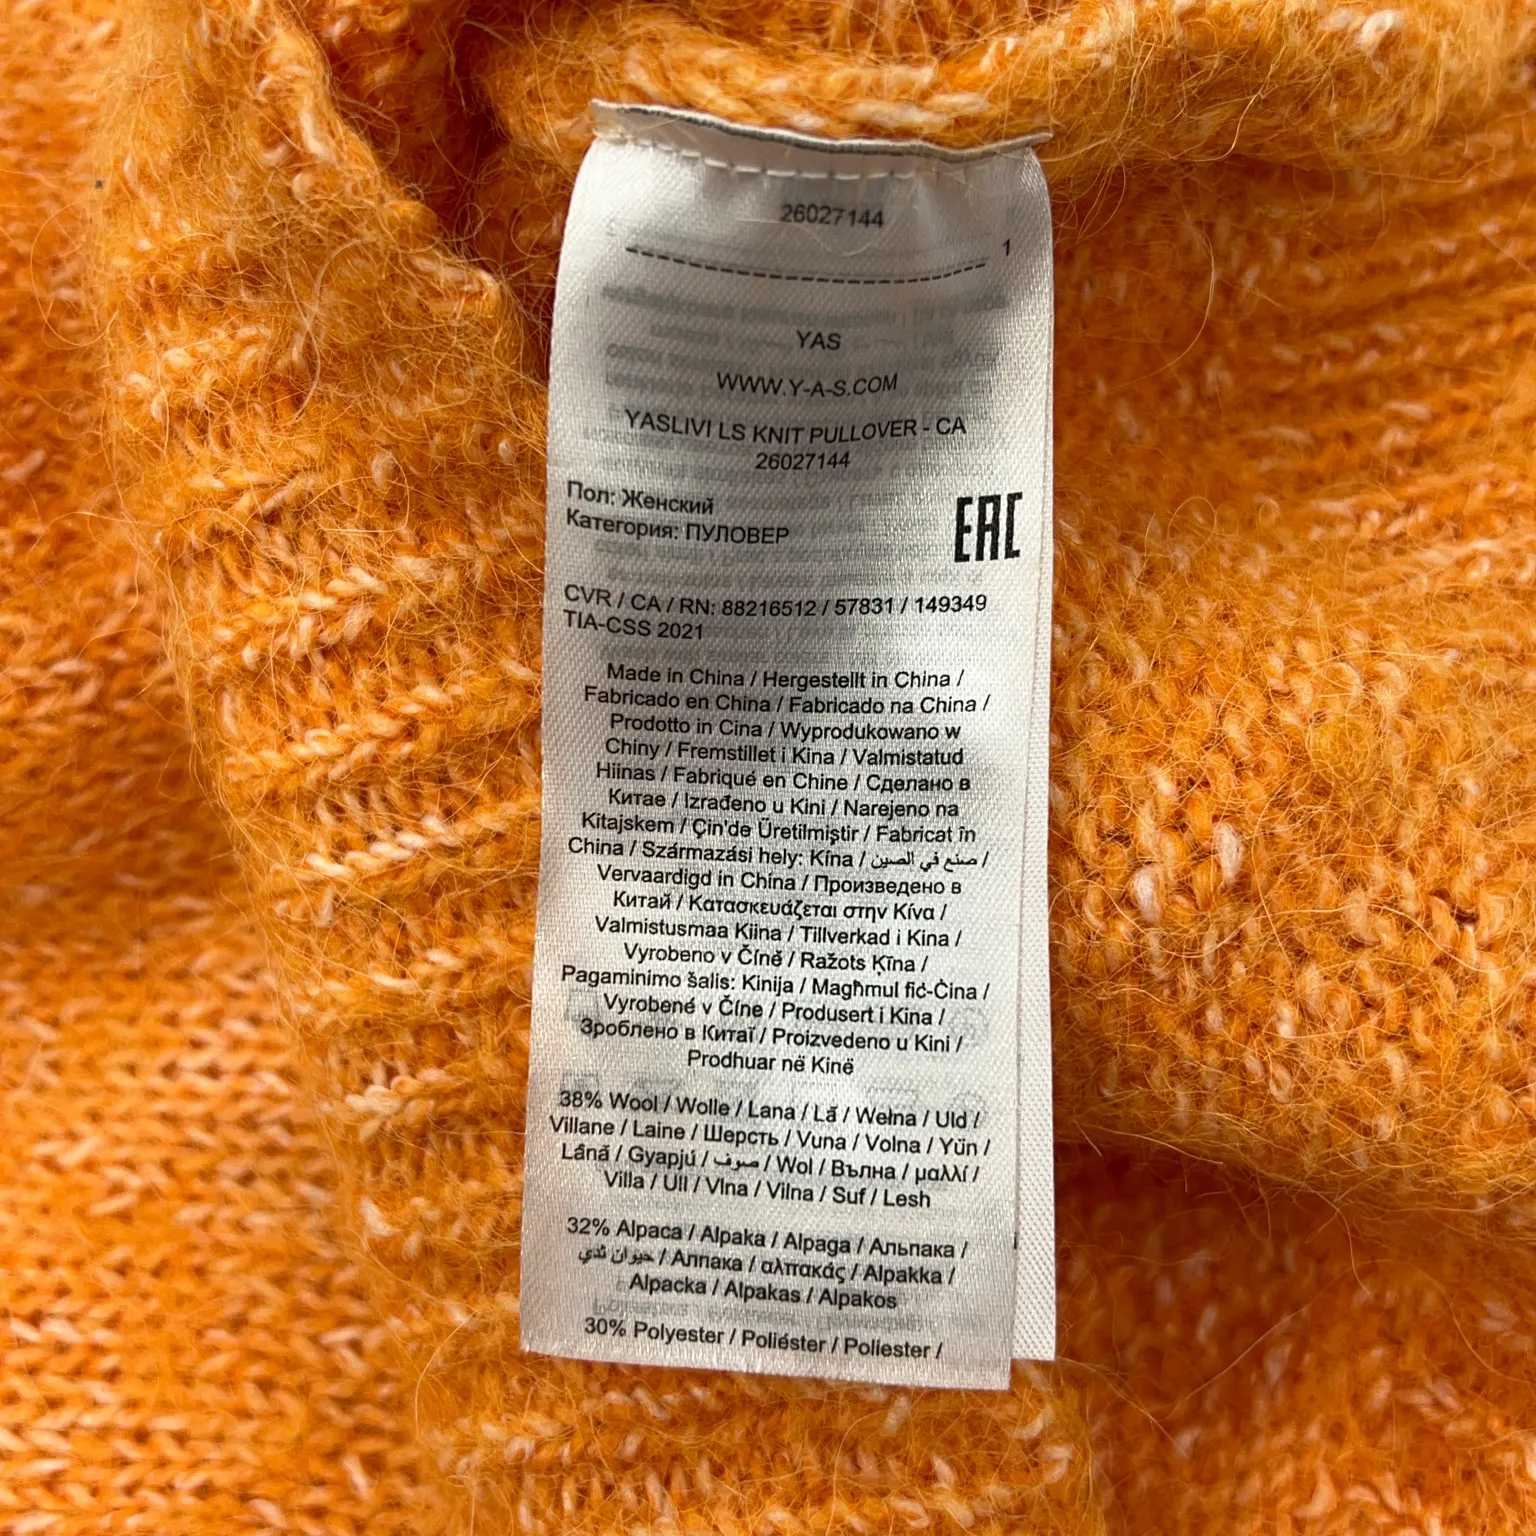 26027144
1
YAS
WWW.Y-A-S.COM
YASLIVI LS KNIT PULLOVER - CA
26027144
Пол: Женский
Категория: ПУЛОВЕР
EAC
CVR / CA / RN: 88216512 / 57831 / 149349
TIA-CSS 2021
Made in China / Hergestellt in China /
Fabricado en China / Fabricado na China /
Prodotto in Cina / Wyprodukowano w
Chiny / Fremstillet i Kina / Valmistatud
Hiinas / Fabriqué en Chine / Сделано в
Китае / Izrađeno u Kini / Narejeno na
Kitajskem / Çin'de Üretilmiştir / Fabricat în
China / Származási hely: Kína / صنع في الصين /
Vervaardigd in China / Произведено в
Китай / Κατασκευάζεται στην Κίνα /
Valmistusmaa Kiina / Tillverkad i Kina /
Vyrobeno v Číně / Ražots Ķīna /
Pagaminimo šalis: Kinija / Magħmul fiċ-Ċina /
Vyrobené v Číne / Produsert i Kina /
Зроблено в Китаї / Proizvedeno u Kini /
Prodhuar në Kinë
38% Wool / Wolle / Lana / Lã / Wełna / Uld /
Villane / Laine / Шерсть / Vuna / Volna / Yün /
Lână / Gyapjú / صوف / Wol / Вълна / μαλλί /
Villa / Ull / Vlna / Vilna / Suf / Lesh
32% Alpaca / Alpaka / Alpaga / Альпака /
حيوان ثديي / Алпака / αλπακάς / Alpakka /
Alpacka / Alpakas / Alpakos
30% Polyester / Poliéster / Poliester /